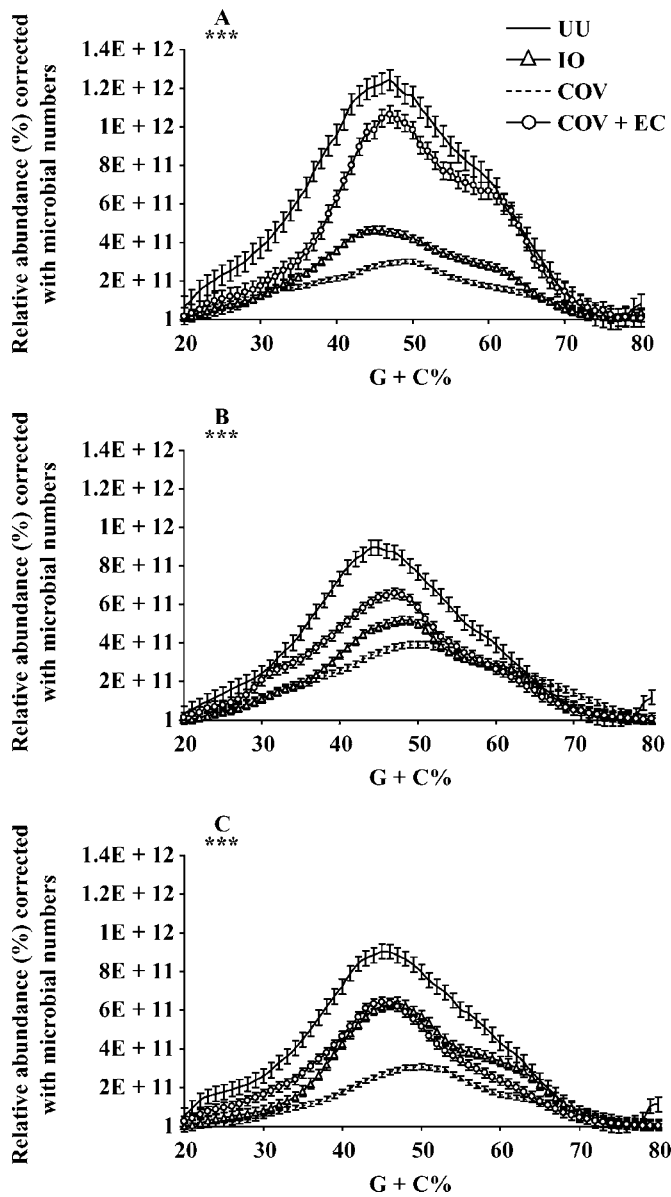 A
***
UU
IO
COV
COV + EC
Relative abundance (%) corrected
with microbial numbers
1.4E + 12
1.2E + 12
1E + 12
8E + 11
6E + 11
4E + 11
2E + 11
1
20 30 40 50 60 70 80
G + C%
B
***
Relative abundance (%) corrected
with microbial numbers
1.4E + 12
1.2E + 12
1E + 12
8E + 11
6E + 11
4E + 11
2E + 11
1
20 30 40 50 60 70 80
G + C%
C
***
Relative abundance (%) corrected
with microbial numbers
1.4E + 12
1.2E + 12
1E + 12
8E + 11
6E + 11
4E + 11
2E + 11
1
20 30 40 50 60 70 80
G + C%